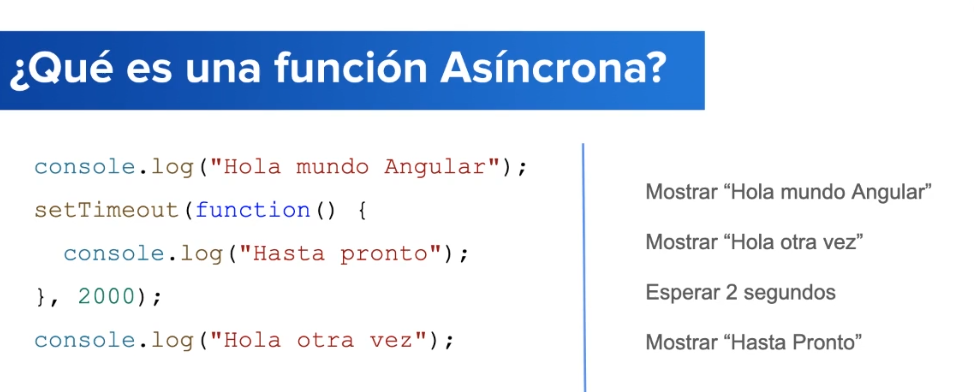 ¿Qué es una función Asíncrona?
console.log("Hola mundo Angular");
setTimeout(function() {
  console.log("Hasta pronto");
}, 2000);
console.log("Hola otra vez");
Mostrar “Hola mundo Angular”
Mostrar “Hola otra vez”
Esperar 2 segundos
Mostrar “Hasta Pronto”